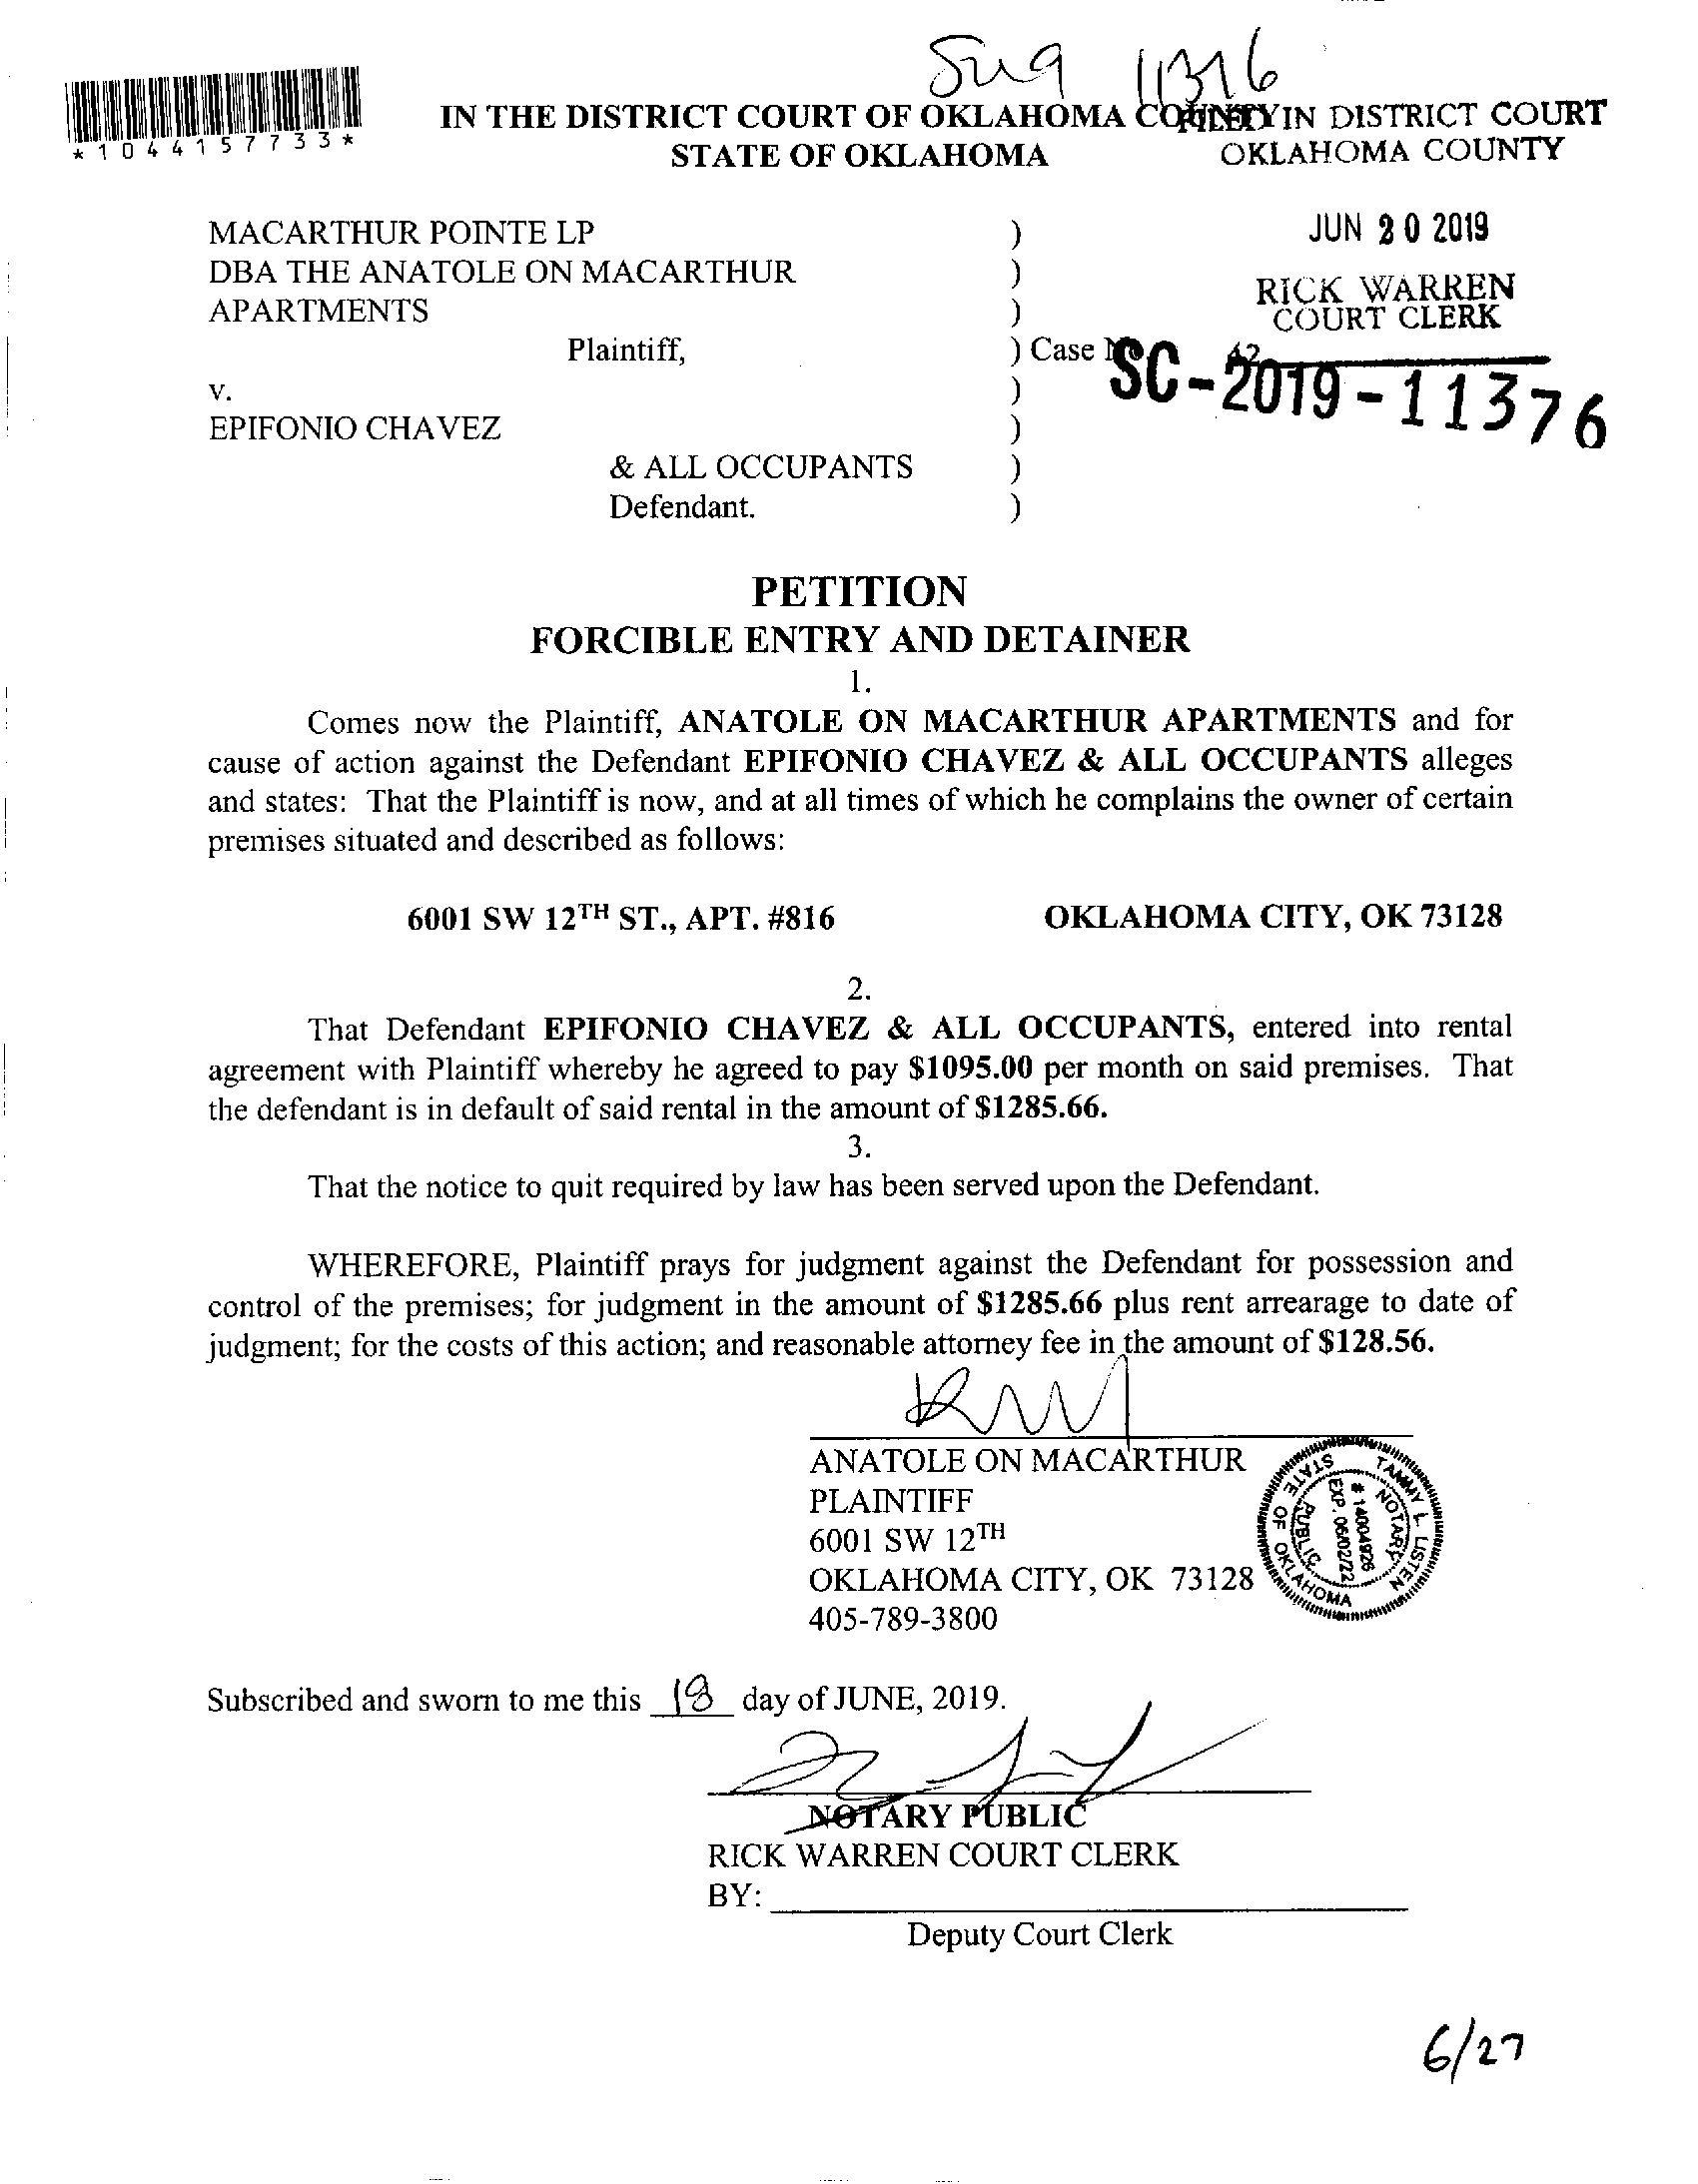 11376
*1044157733*
IN THE DISTRICT COURT OF OKLAHOMA COUNTY
STATE OF OKLAHOMA
FILED IN DISTRICT COURT
OKLAHOMA COUNTY
JUN 20 2019
RICK WARREN
COURT CLERK
42
MACARTHUR POINTE LP )
DBA THE ANATOLE ON MACARTHUR )
APARTMENTS )
Plaintiff, ) Case
SC-2019-11376
v. )
EPIFONIO CHAVEZ )
& ALL OCCUPANTS )
Defendant. )
PETITION
FORCIBLE ENTRY AND DETAINER
1.
Comes now the Plaintiff, ANATOLE ON MACARTHUR APARTMENTS and for
cause of action against the Defendant EPIFONIO CHAVEZ & ALL OCCUPANTS alleges
and states: That the Plaintiff is now, and at all times of which he complains the owner of certain
premises situated and described as follows:
6001 SW 12TH ST., APT. #816 OKLAHOMA CITY, OK 73128
2.
That Defendant EPIFONIO CHAVEZ & ALL OCCUPANTS, entered into rental
agreement with Plaintiff whereby he agreed to pay $1095.00 per month on said premises. That
the defendant is in default of said rental in the amount of $1285.66.
3.
That the notice to quit required by law has been served upon the Defendant.
WHEREFORE, Plaintiff prays for judgment against the Defendant for possession and
control of the premises; for judgment in the amount of $1285.66 plus rent arrearage to date of
judgment; for the costs of this action; and reasonable attorney fee in the amount of $128.56.
ANATOLE ON MACARTHUR
PLAINTIFF
6001 SW 12TH
OKLAHOMA CITY, OK 73128
405-789-3800
TAMMY L. LISTEN
NOTARY
# 14004926
EXP. 06/02/22
PUBLIC
STATE OF OKLAHOMA
Subscribed and sworn to me this 18 day of JUNE, 2019.
NOTARY PUBLIC
RICK WARREN COURT CLERK
BY:
Deputy Court Clerk
6/27